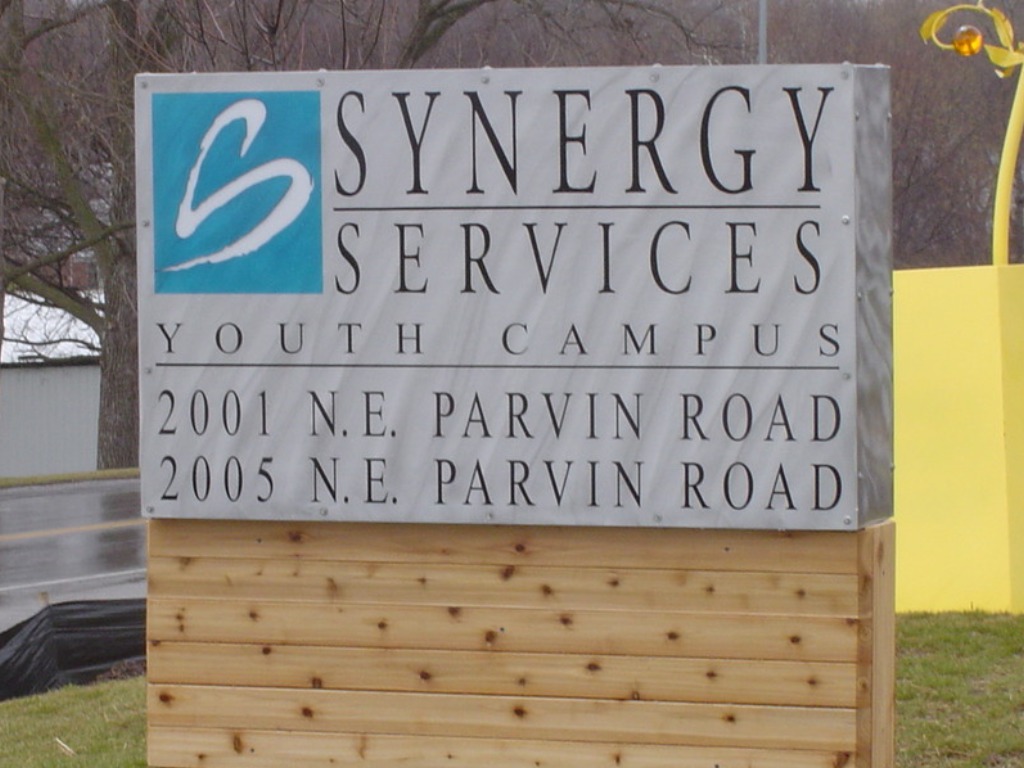 SYNERGY
SERVICES
YOUTH CAMPUS
2001 N.E. PARVIN ROAD
2005 N.E. PARVIN ROAD